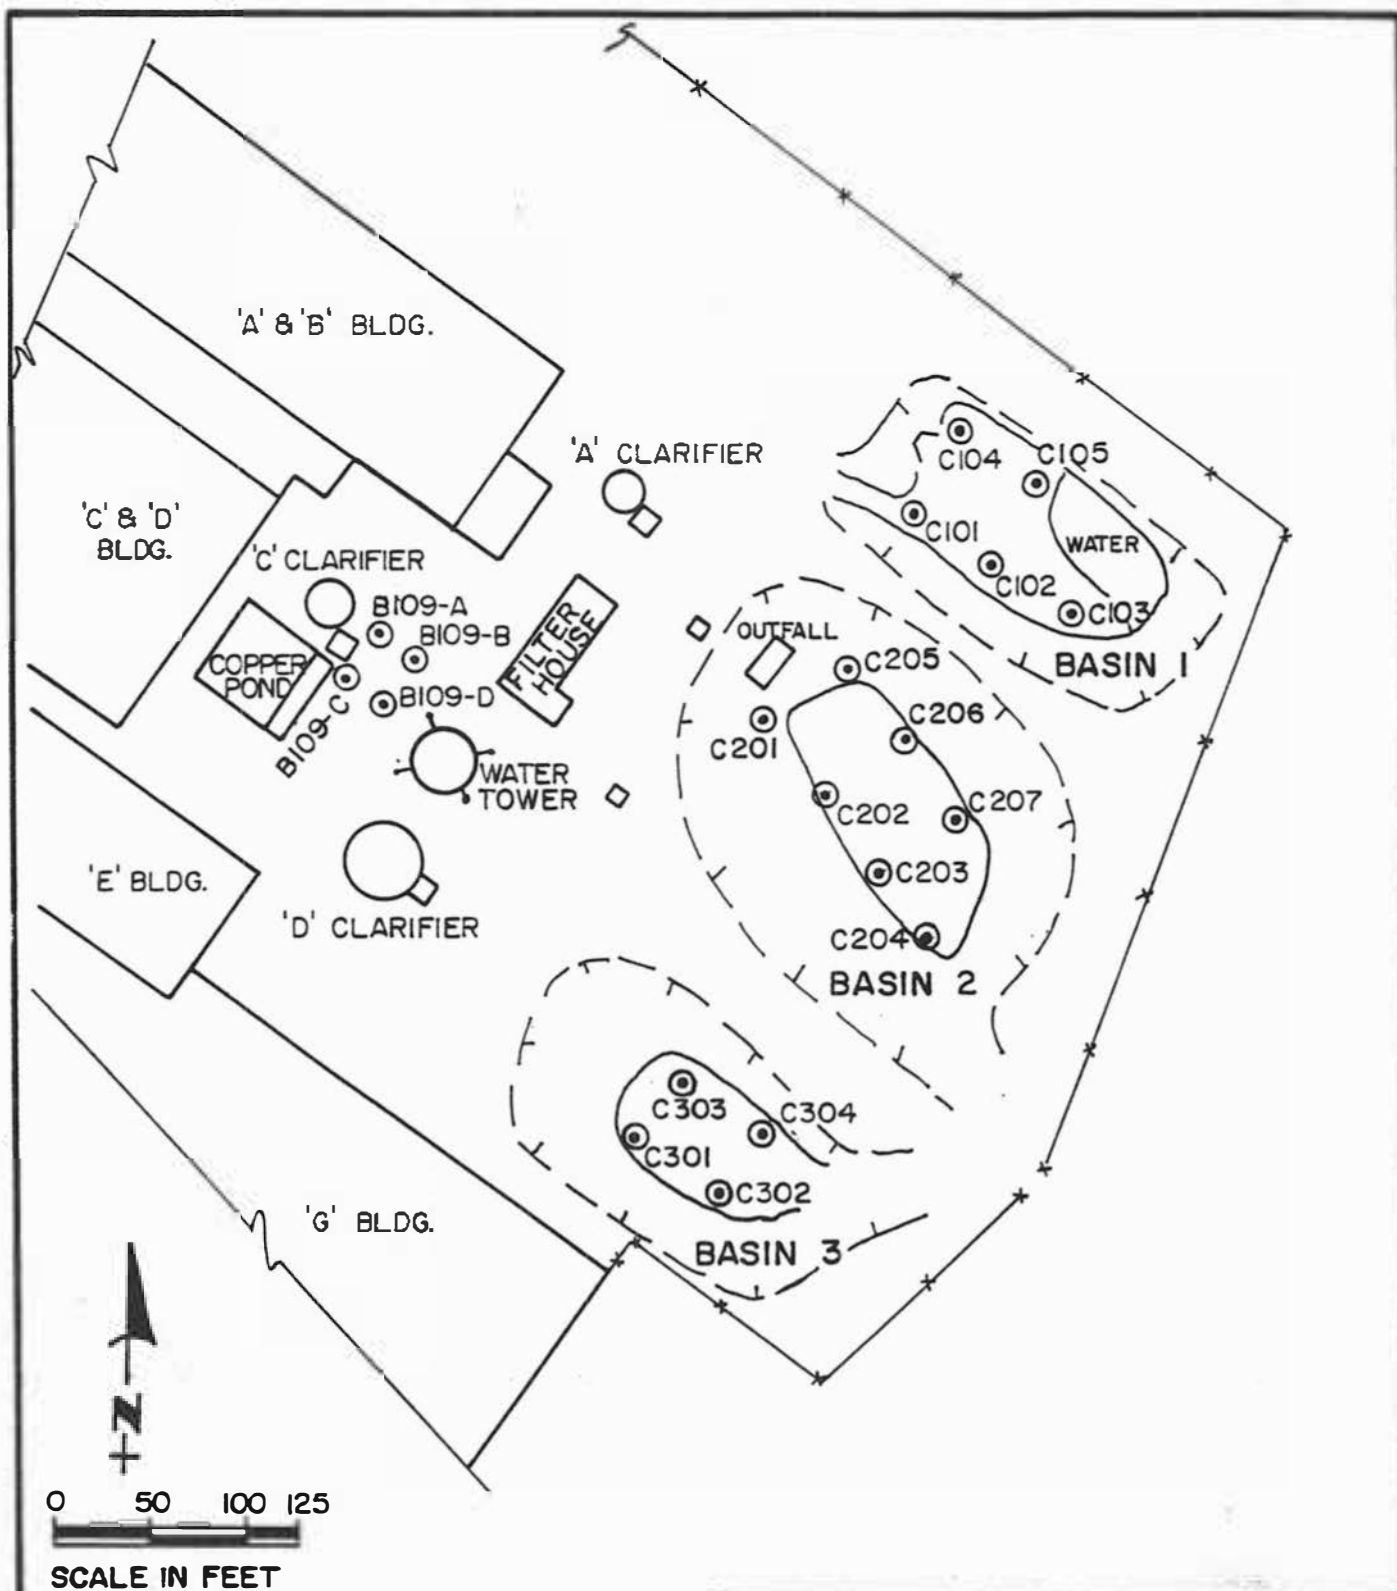 'A' & 'B' BLDG.
'A' CLARIFIER
C104
C105
'C' & 'D'
BLDG.
C101
WATER
'C' CLARIFIER
C102
B109-A
C103
B109-B
FILTER
HOUSE
OUTFALL
C205
BASIN 1
COPPER
POND
B109-D
B109-C
C206
C201
WATER
TOWER
C202
C207
'E' BLDG.
C203
'D' CLARIFIER
C204
BASIN 2
C303
C304
C301
C302
'G' BLDG.
BASIN 3
N
0 50 100 125
SCALE IN FEET